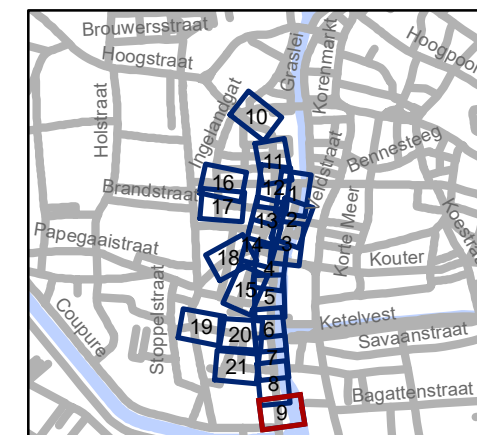 Brouwersstraat
Hoogstraat
Graslei
Korenmarkt
Hoogpoor
Holstraat
Ingelandgat
10
Bennesteeg
11
16
12
1
Veldstraat
Brandstraat
17
13
2
Korte Meer
Koestraat
Papegaaistraat
14
3
18
4
Kouter
15
5
Coupure
Stoppelstraat
19
20
6
Ketelvest
Savaanstraat
21
7
8
Bagattenstraat
9